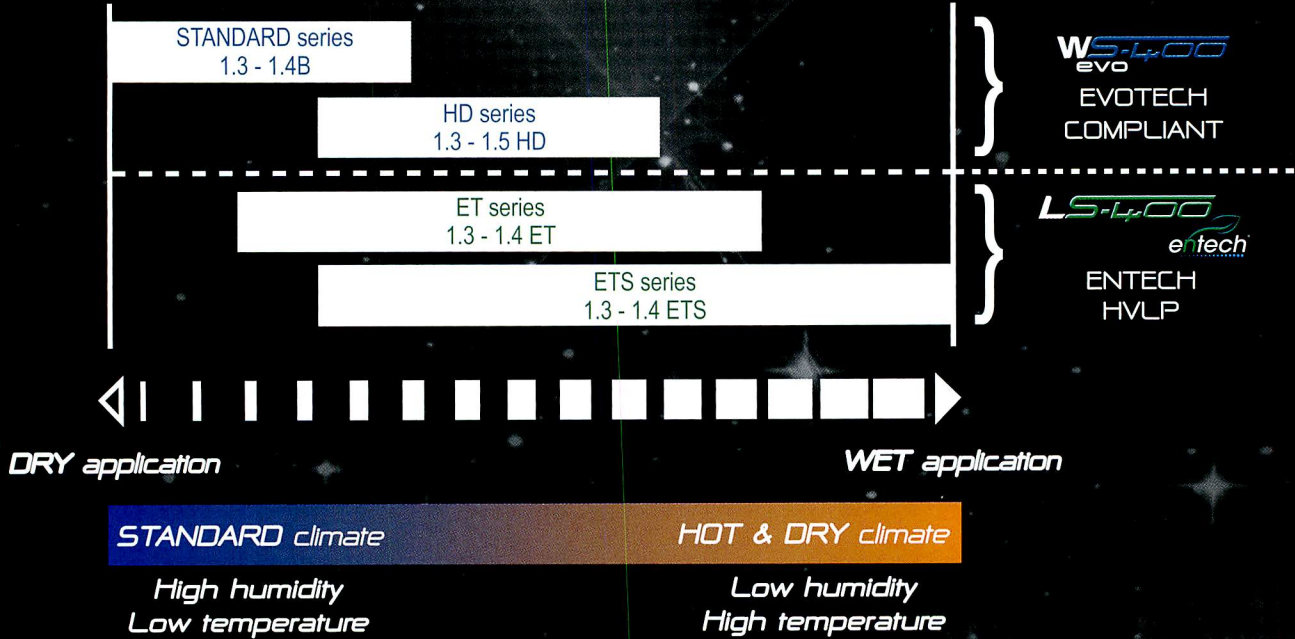 STANDARD series
1.3 - 1.4B
HD series
1.3 - 1.5 HD
WS-400
evo
EVOTECH
COMPLIANT
ET series
1.3 - 1.4 ET
ETS series
1.3 - 1.4 ETS
LS-400
entech
ENTECH
HVLP
DRY application
WET application
STANDARD climate
HOT & DRY climate
High humidity
Low temperature
Low humidity
High temperature